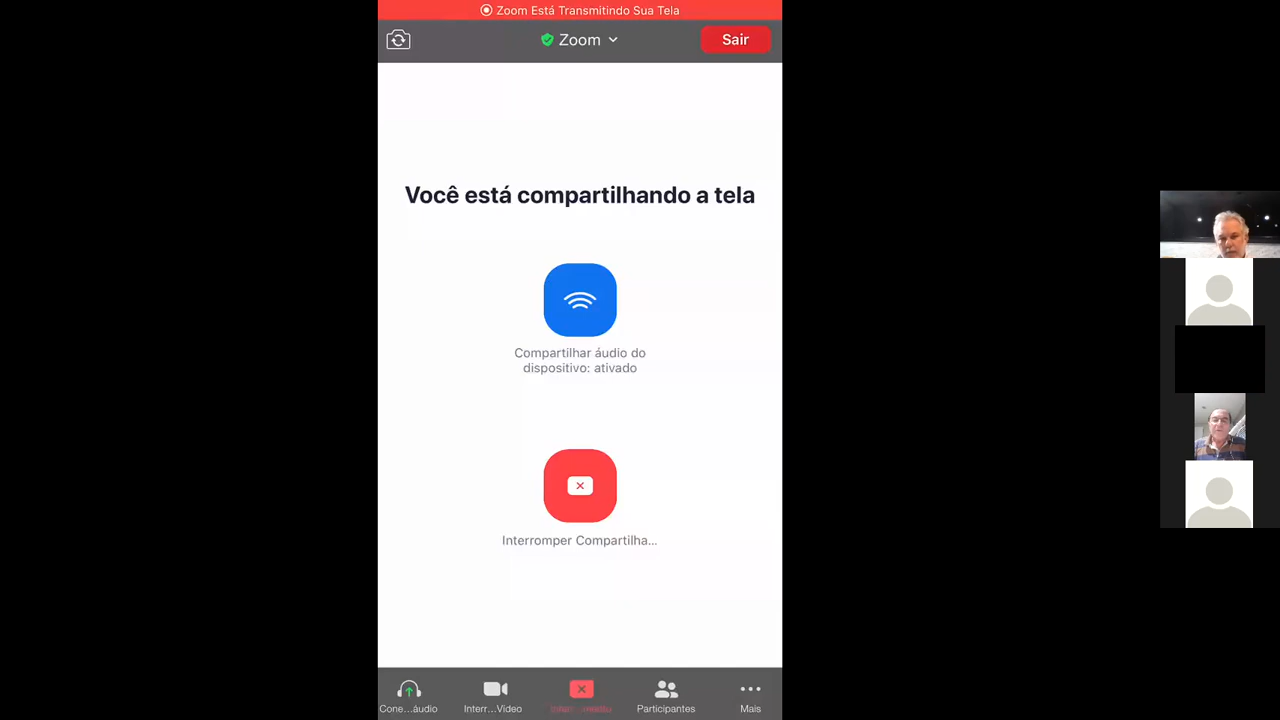 Zoom Está Transmitindo Sua Tela
Zoom
Sair
Você está compartilhando a tela
Compartilhar áudio do
dispositivo: ativado
Interromper Compartilha...
Cone...áudio
Interr...Vídeo
Participantes
Mais